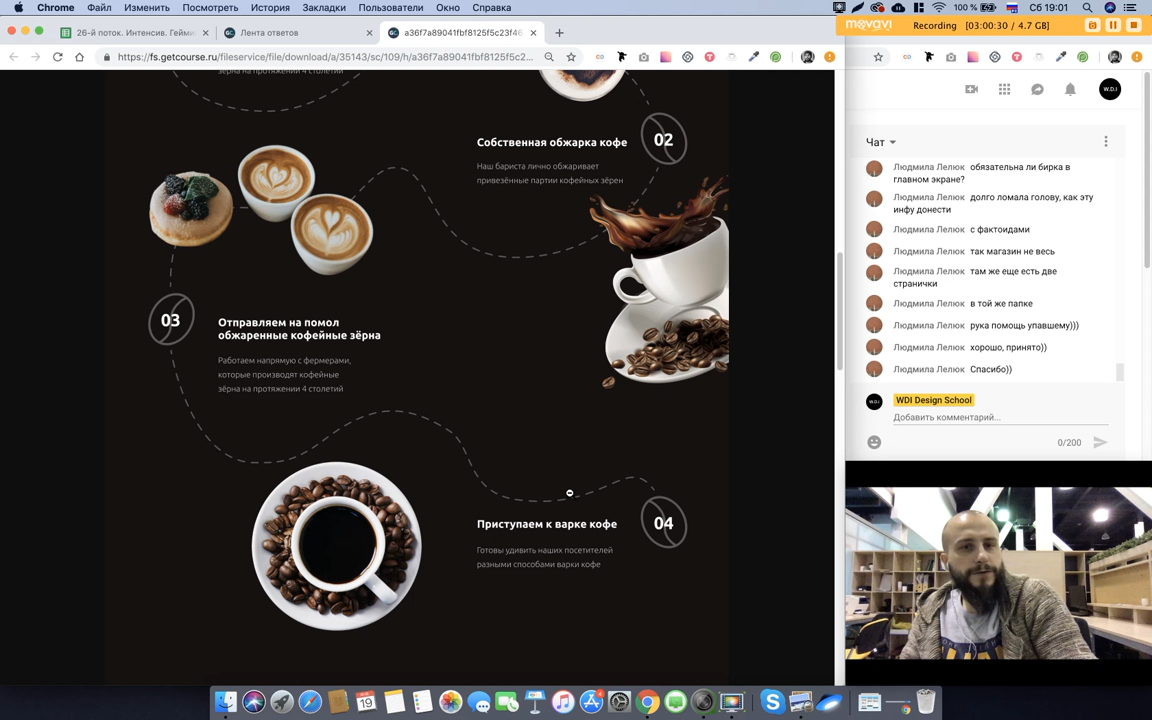 Chrome Файл Изменить Посмотреть История Закладки Пользователи Окно Справка
100 % Сб 19:01
movavi Recording [03:00:30 / 4.7 GB]
26-й поток. Интенсив. Гейми
Лента ответов
a36f7a89041fbf8125f5c23f46
https://fs.getcourse.ru/fileservice/file/download/a/35143/sc/109/h/a36f7a89041fbf8125f5c2...
зёрна на протяжении 4 столетий
Собственная обжарка кофе
02
Наш бариста лично обжаривает
привезённые партии кофейных зёрен
03
Отправляем на помол
обжаренные кофейные зёрна
Работаем напрямую с фермерами,
которые производят кофейные
зёрна на протяжении 4 столетий
Приступаем к варке кофе
04
Готовы удивить наших посетителей
разными способами варки кофе
W.D.I
Чат
Людмила Лелюк обязательна ли бирка в
главном экране?
Людмила Лелюк долго ломала голову, как эту
инфу донести
Людмила Лелюк с фактоидами
Людмила Лелюк так магазин не весь
Людмила Лелюк там же еще есть две
странички
Людмила Лелюк в той же папке
Людмила Лелюк рука помощь упавшему)))
Людмила Лелюк хорошо, принято))
Людмила Лелюк Спасибо))
W.D.I
WDI Design School
Добавить комментарий...
0/200
19